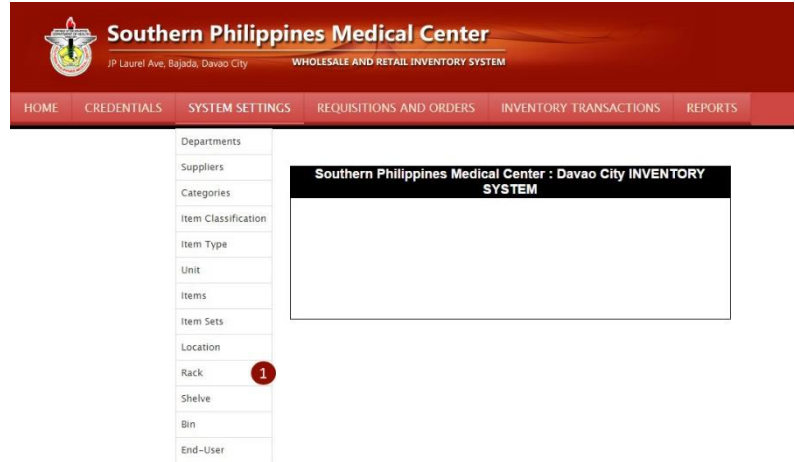 Southern Philippines Medical Center
JP Laurel Ave, Bajada, Davao City
WHOLESALE AND RETAIL INVENTORY SYSTEM
HOME CREDENTIALS SYSTEM SETTINGS REQUISITIONS AND ORDERS INVENTORY TRANSACTIONS REPORTS
Departments
Suppliers
Categories
Item Classification
Item Type
Unit
Items
Item Sets
Location
Rack 1
Shelve
Bin
End-User
Southern Philippines Medical Center : Davao City INVENTORY
SYSTEM